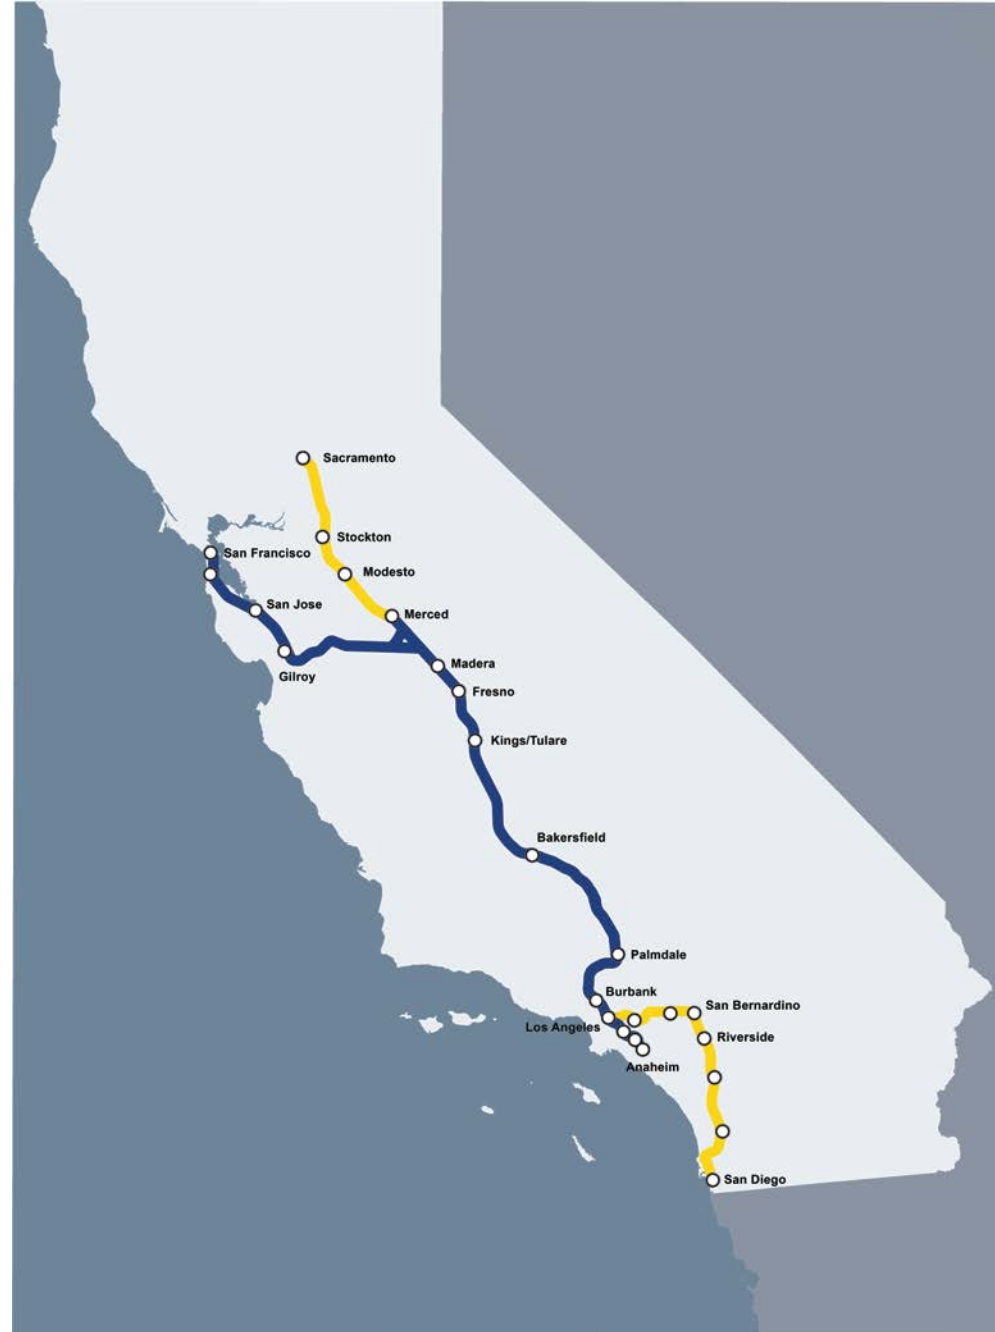 Sacramento
Stockton
San Francisco
Modesto
San Jose
Merced
Madera
Gilroy
Fresno
Kings/Tulare
Bakersfield
Palmdale
Burbank
San Bernardino
Los Angeles
Riverside
Anaheim
San Diego